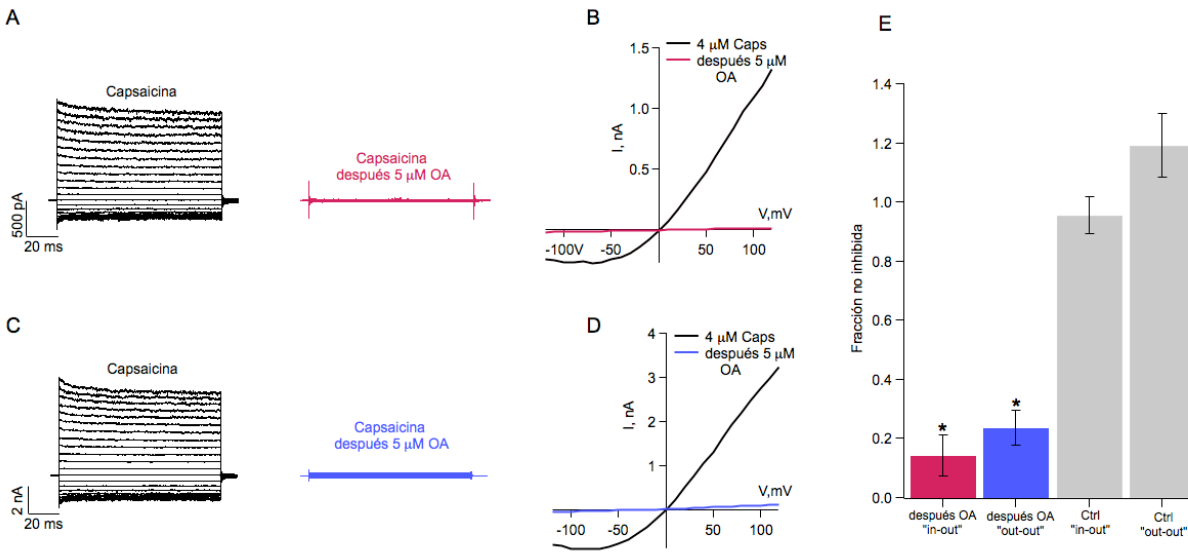 A
Capsaicina
500 pA
20 ms
Capsaicina
después 5 μM OA
B
4 μM Caps
después 5 μM
OA
1.5
1.0
0.5
I, nA
V,mV
-100V
-50
50
100
C
Capsaicina
2 nA
20 ms
Capsaicina
después 5 μM OA
D
4 μM Caps
después 5 μM
OA
4
3
2
1
I, nA
V,mV
-100
-50
50
100
E
Fracción no inhibida
1.4
1.2
1.0
0.8
0.6
0.4
0.2
0.0
*
*
después OA
"in-out"
después OA
"out-out"
Ctrl
"in-out"
Ctrl
"out-out"